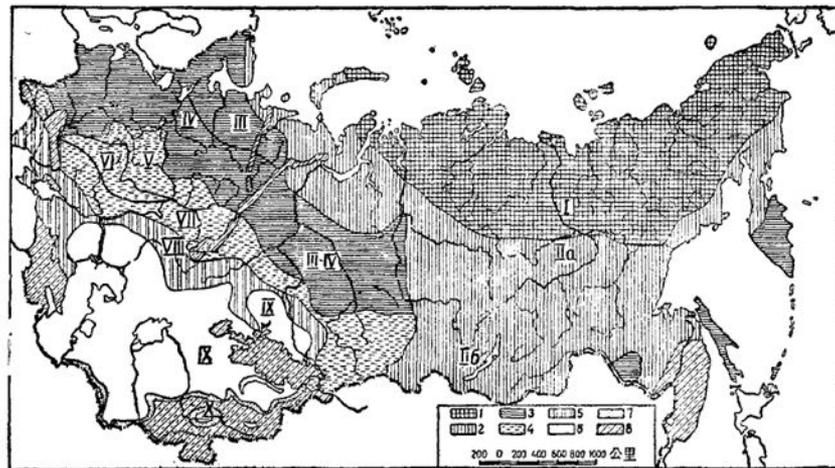 IV
III
VI
V
I
VII
VIII
IIa
III-IV
IX
IIб
IX
X
1 3 5 7
2 4 6 8
200 0 200 400 600 800 1000 公里